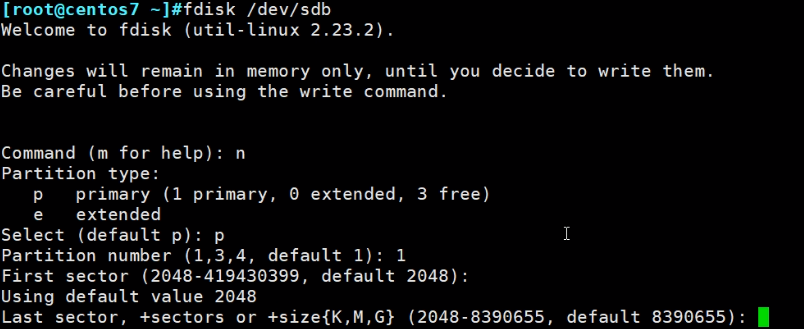 [root@centos7 ~]#fdisk /dev/sdb
Welcome to fdisk (util-linux 2.23.2).
Changes will remain in memory only, until you decide to write them.
Be careful before using the write command.
Command (m for help): n
Partition type:
   p   primary (1 primary, 0 extended, 3 free)
   e   extended
Select (default p): p
Partition number (1,3,4, default 1): 1
First sector (2048-419430399, default 2048):
Using default value 2048
Last sector, +sectors or +size{K,M,G} (2048-8390655, default 8390655):